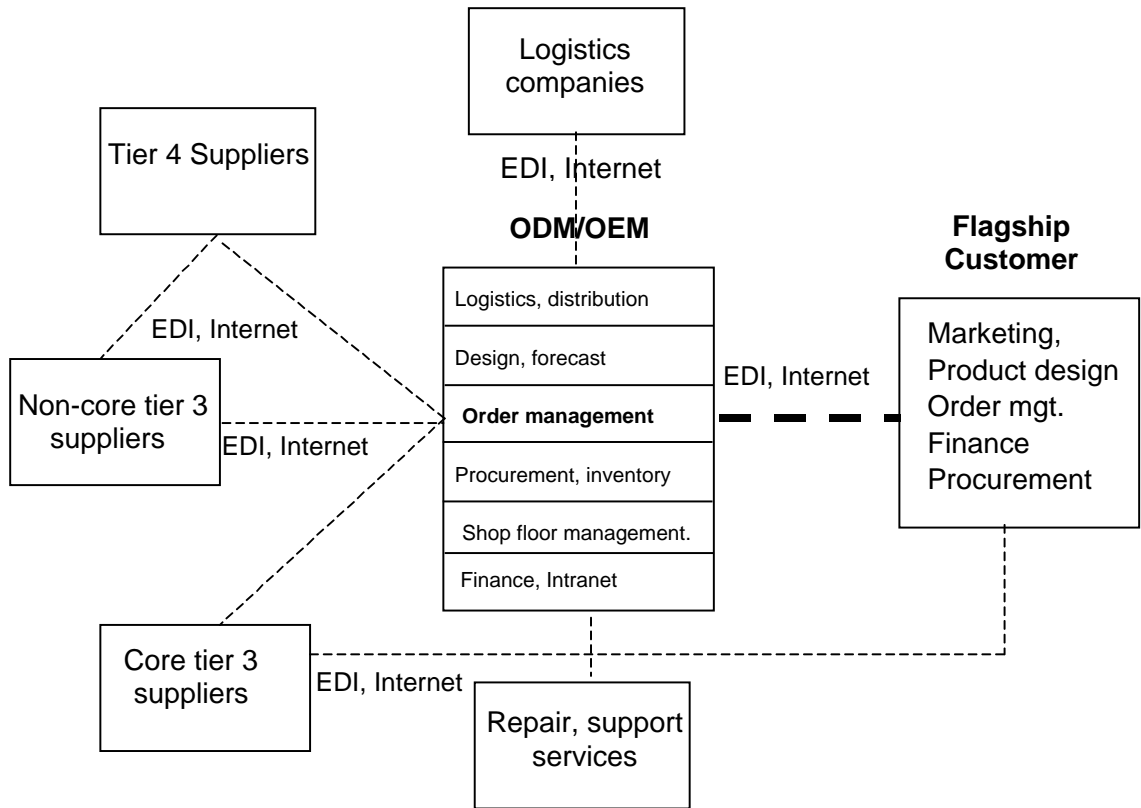 Logistics
companies
Tier 4 Suppliers
EDI, Internet
ODM/OEM
Flagship
Customer
Logistics, distribution
Design, forecast
Order management
Procurement, inventory
Shop floor management.
Finance, Intranet
EDI, Internet
Non-core tier 3
suppliers
EDI, Internet
EDI, Internet
Marketing,
Product design
Order mgt.
Finance
Procurement
Core tier 3
suppliers
EDI, Internet
Repair, support
services